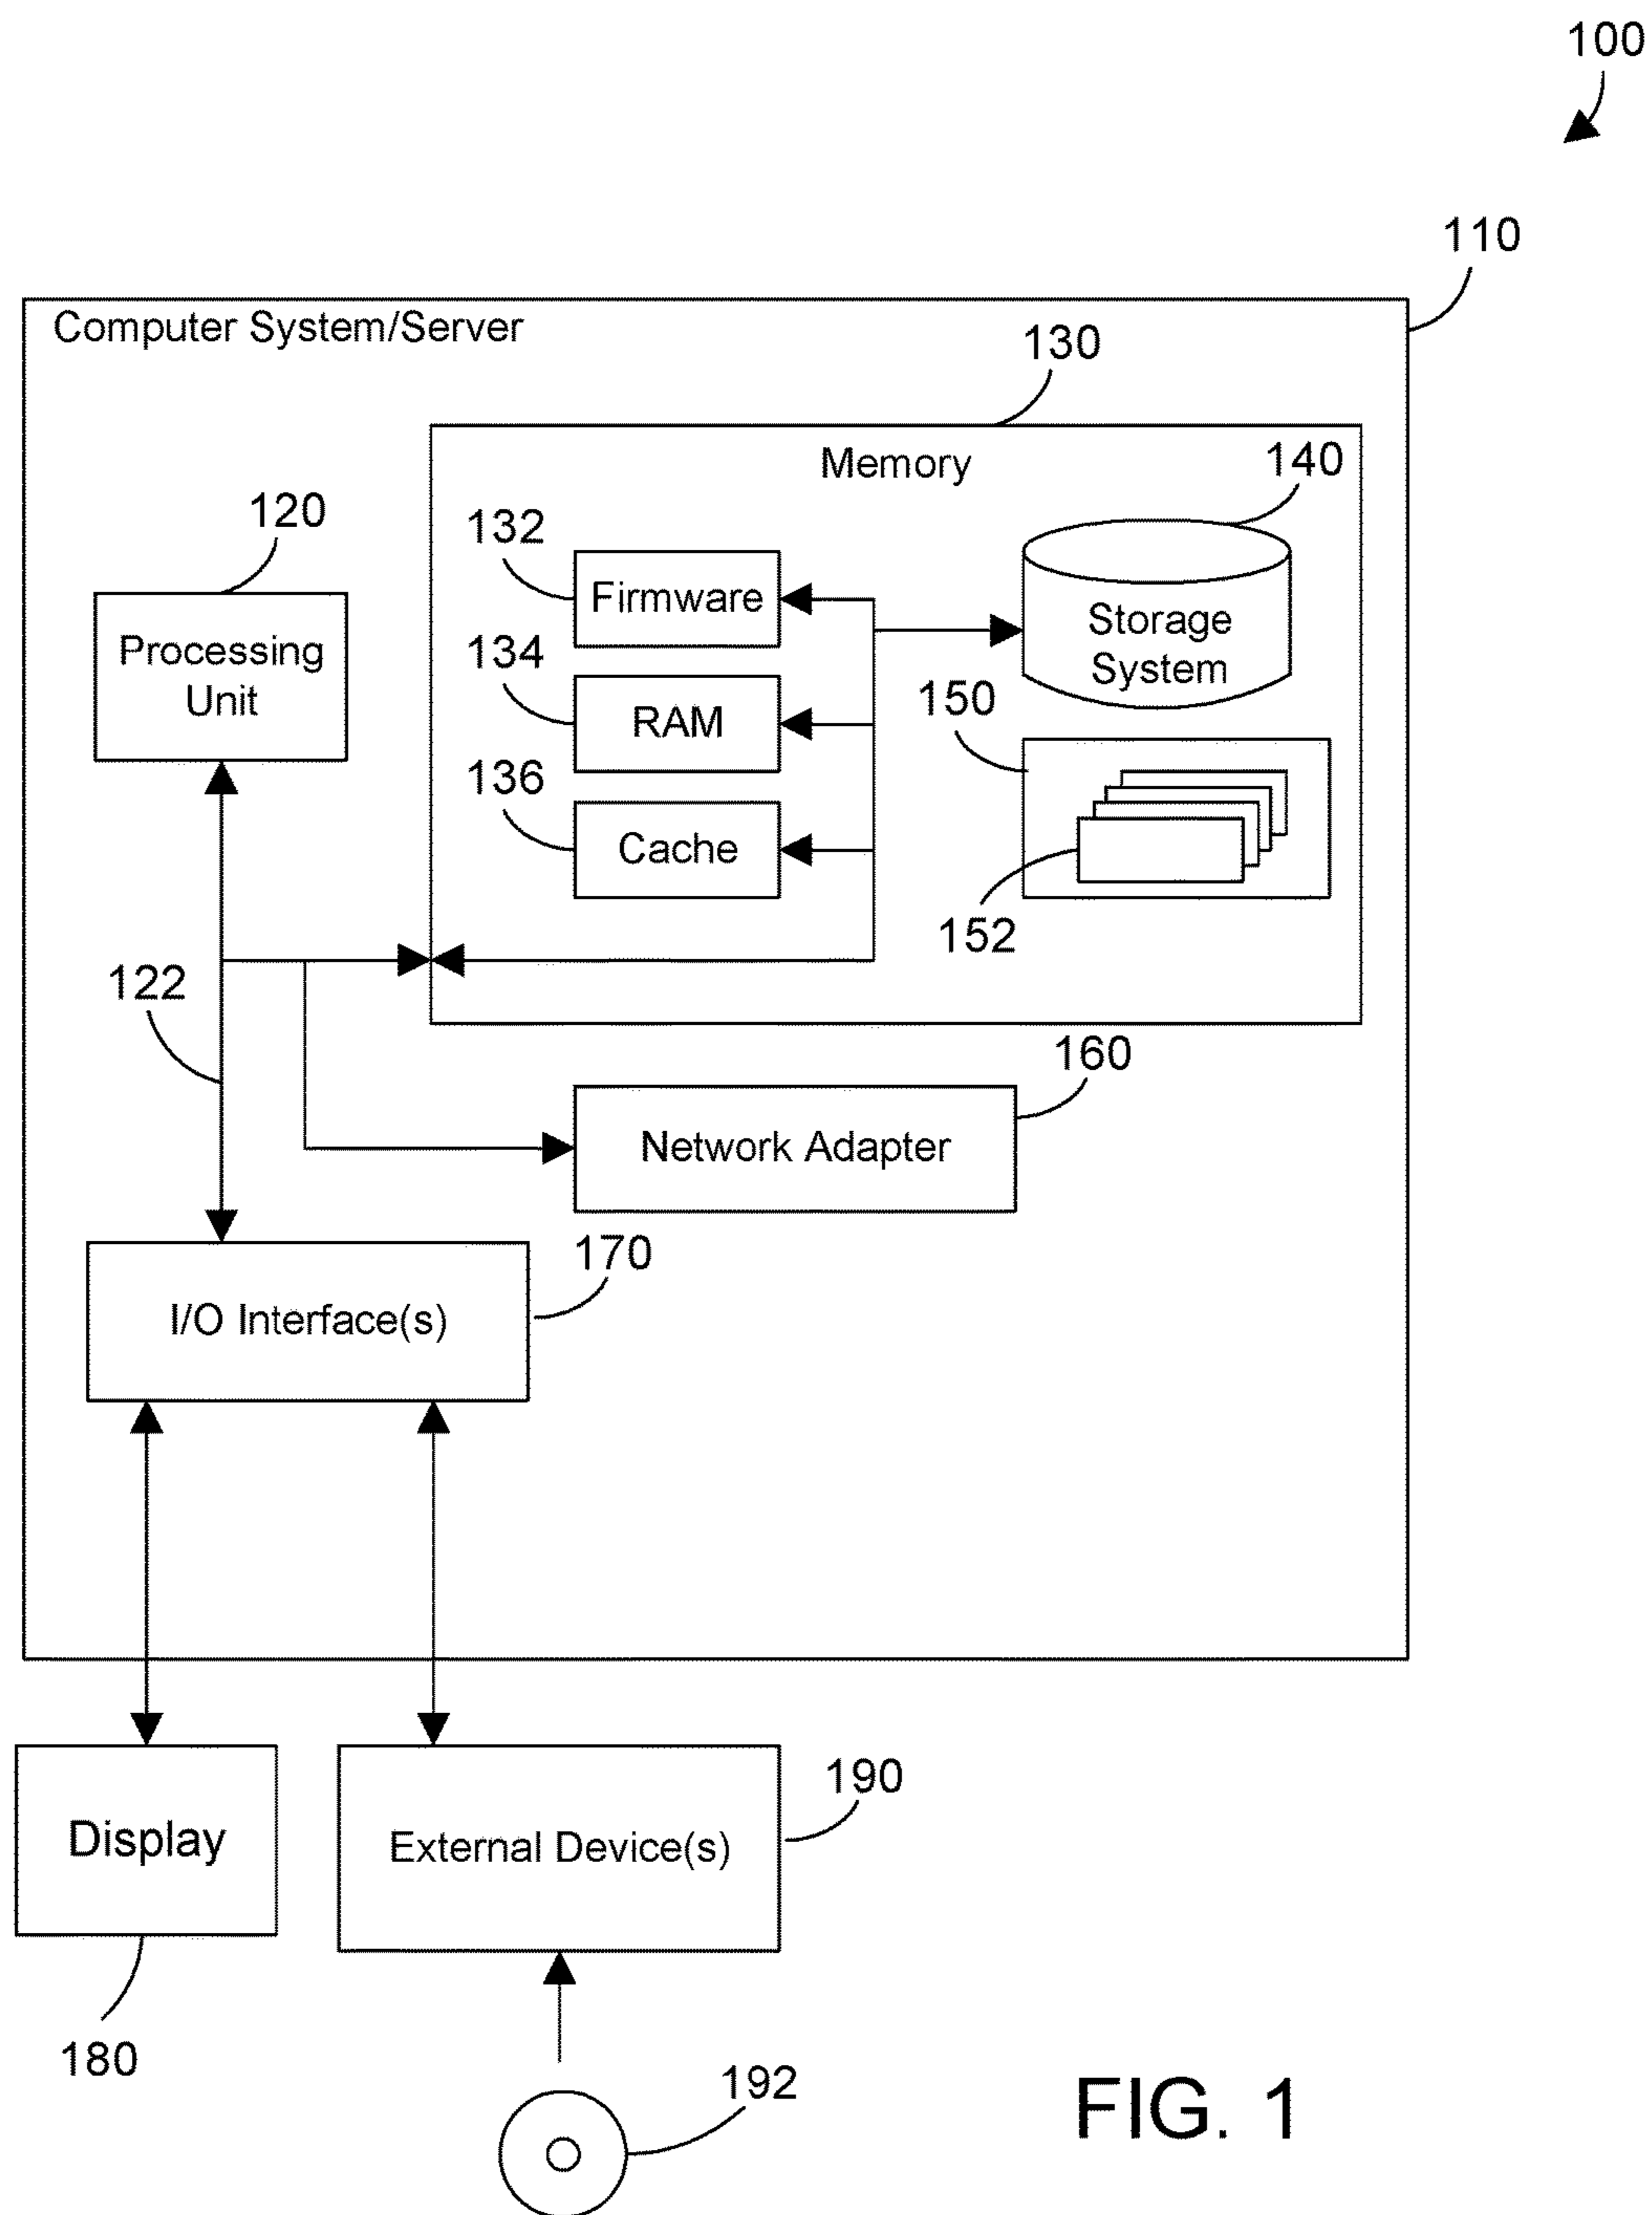 100
110
Computer System/Server
130
Memory
140
120
132
Firmware
Processing
Unit
134
Storage
System
RAM
150
136
Cache
152
122
160
Network Adapter
170
I/O Interface(s)
190
Display
External Device(s)
180
192
FIG. 1